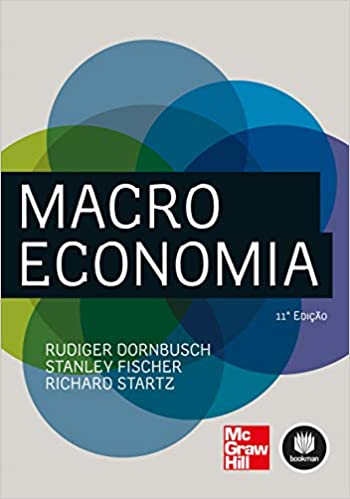 MACRO
ECONOMIA
11ª EDIÇÃO
RUDIGER DORNBUSCH
STANLEY FISCHER
RICHARD STARTZ
Mc
Graw
Hill
bookman